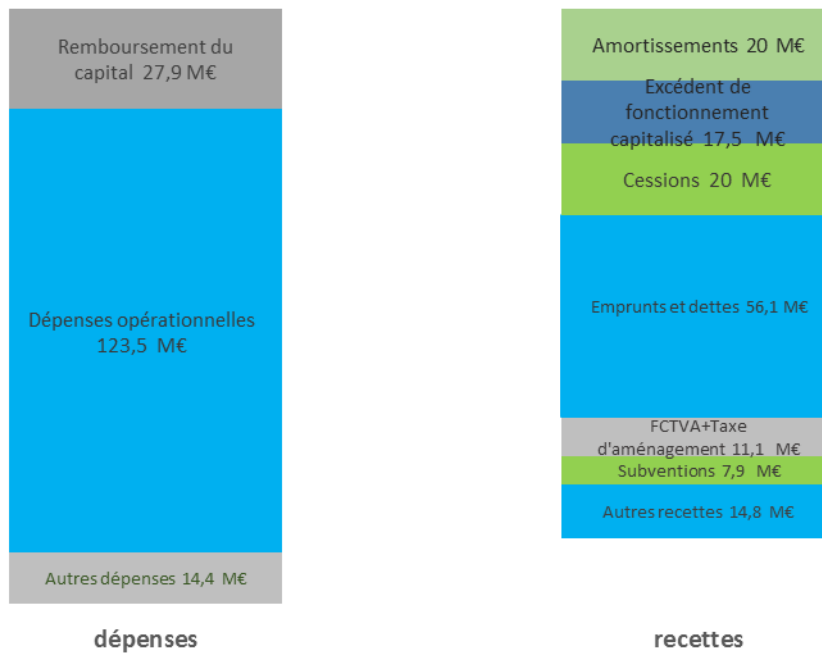 Remboursement du
capital 27,9 M€
Dépenses opérationnelles
123,5 M€
Autres dépenses 14,4 M€
dépenses
Amortissements 20 M€
Excédent de
fonctionnement
capitalisé 17,5 M€
Cessions 20 M€
Emprunts et dettes 56,1 M€
FCTVA+Taxe
d'aménagement 11,1 M€
Subventions 7,9 M€
Autres recettes 14,8 M€
recettes